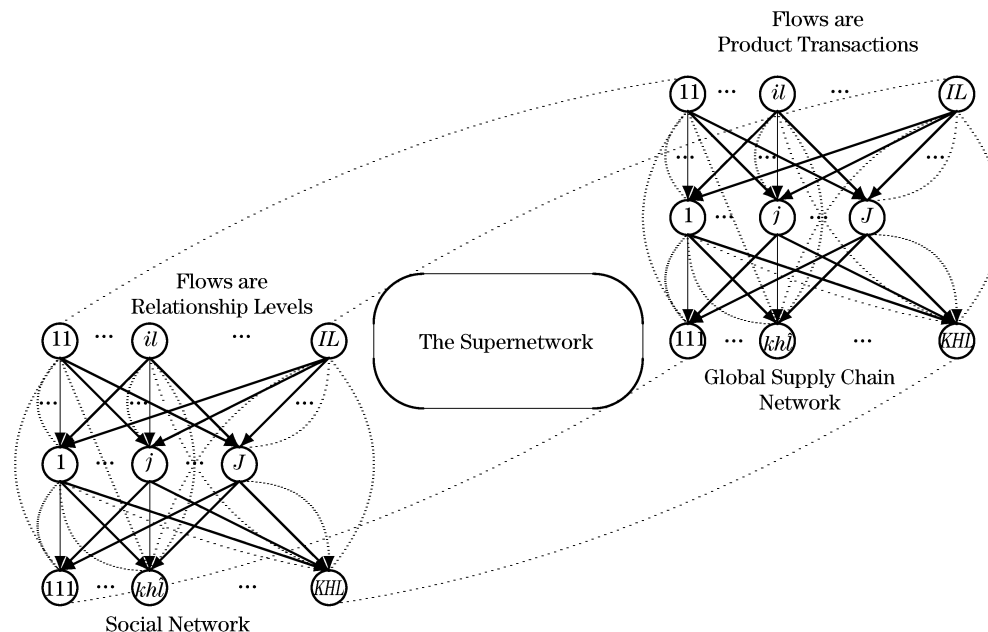 Flows are
Product Transactions
11 ... il ... IL
... ... ...
1 ... j ... J
111 ... khl̂ ... KHL
Global Supply Chain
Network
The Supernetwork
Flows are
Relationship Levels
11 ... il ... IL
... ... ...
1 ... j ... J
111 ... khl̂ ... KHL
Social Network